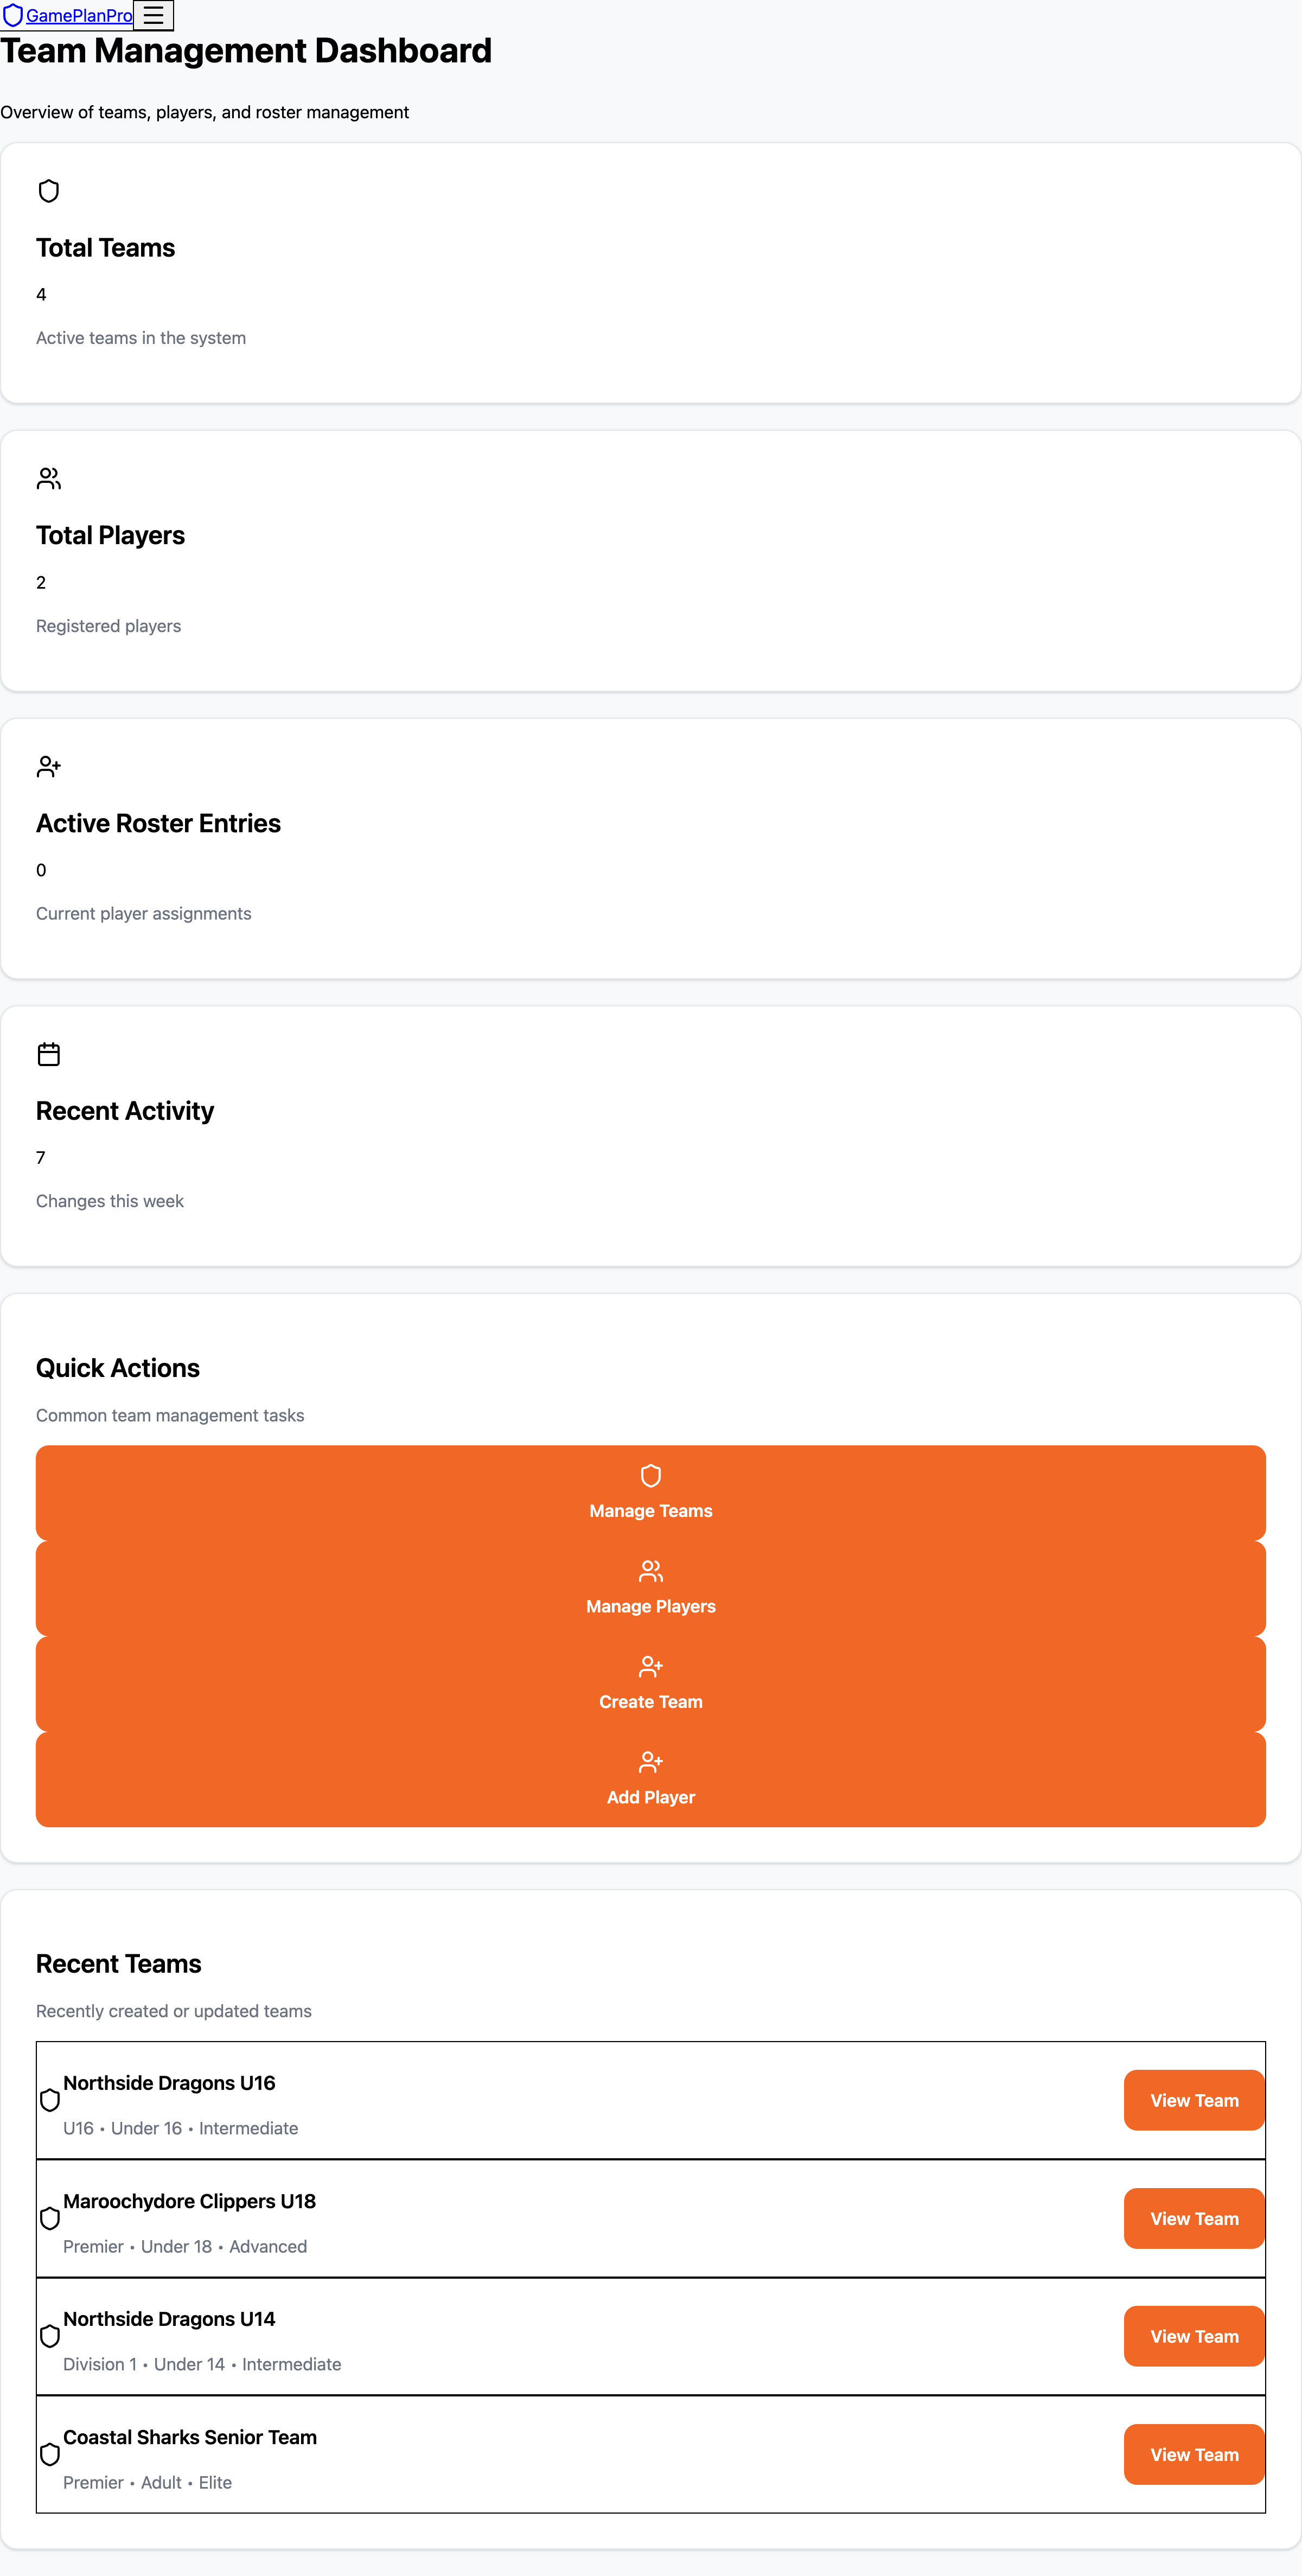 GamePlanPro
Team Management Dashboard
Overview of teams, players, and roster management
Total Teams
4
Active teams in the system
Total Players
2
Registered players
Active Roster Entries
0
Current player assignments
Recent Activity
7
Changes this week
Quick Actions
Common team management tasks
Manage Teams
Manage Players
Create Team
Add Player
Recent Teams
Recently created or updated teams
Northside Dragons U16
U16 • Under 16 • Intermediate
View Team
Maroochydore Clippers U18
Premier • Under 18 • Advanced
View Team
Northside Dragons U14
Division 1 • Under 14 • Intermediate
View Team
Coastal Sharks Senior Team
Premier • Adult • Elite
View Team